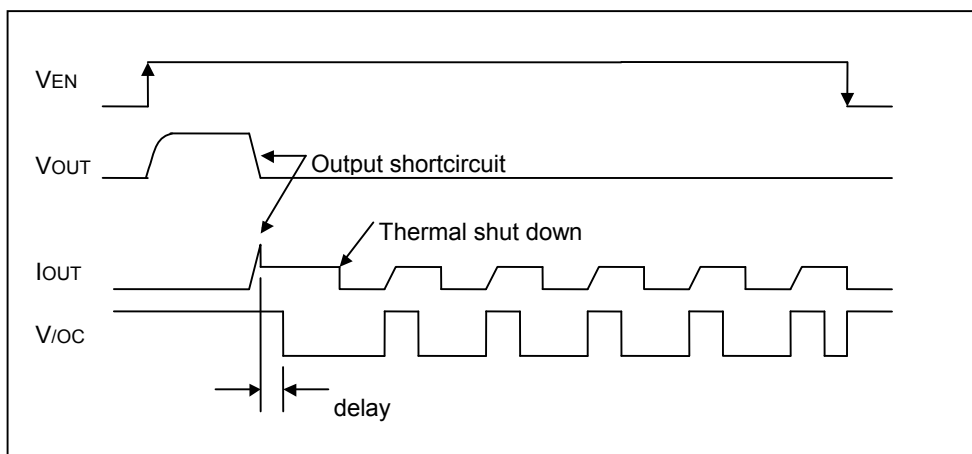 VEN
VOUT
Output shortcircuit
Thermal shut down
IOUT
V/OC
delay